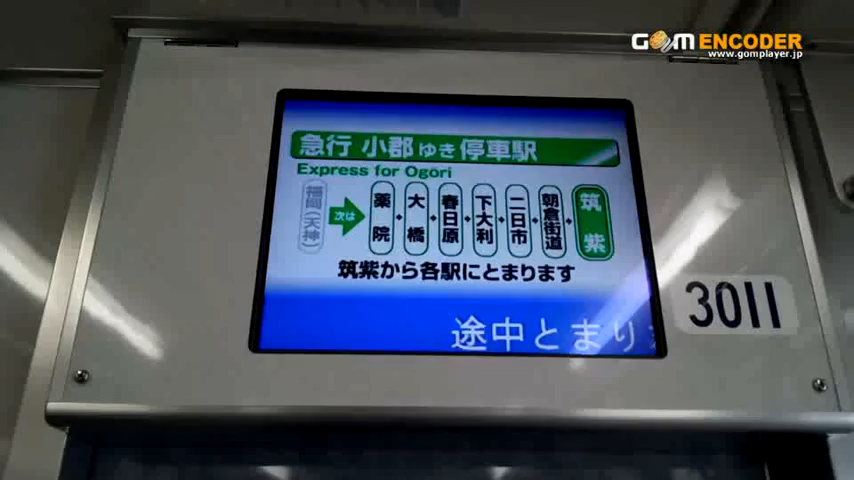 GOM ENCODER
www.gomplayer.jp
急行 小郡ゆき 停車駅
Express for Ogori
福岡(天神)
次は
薬院
大橋
春日原
下大利
二日市
朝倉街道
筑紫
筑紫から各駅にとまります
途中とまり
3011